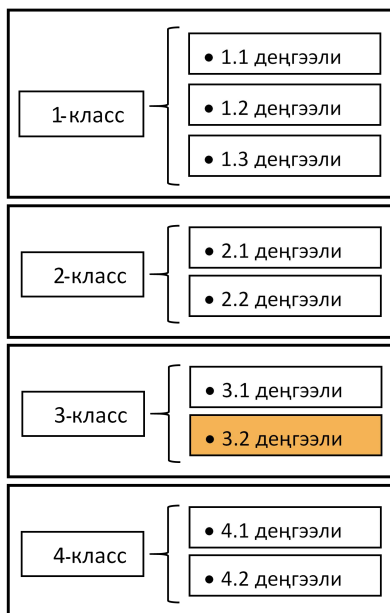 1-класс
• 1.1 деңгээли
• 1.2 деңгээли
• 1.3 деңгээли
2-класс
• 2.1 деңгээли
• 2.2 деңгээли
3-класс
• 3.1 деңгээли
• 3.2 деңгээли
4-класс
• 4.1 деңгээли
• 4.2 деңгээли